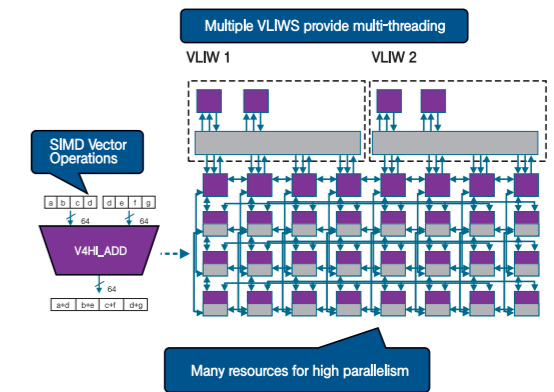 Multiple VLIWS provide multi-threading
VLIW 1
VLIW 2
SIMD Vector
Operations
a b c d d e f g
64 64
V4HI_ADD
64
a+d b+e c+f d+g
Many resources for high parallelism